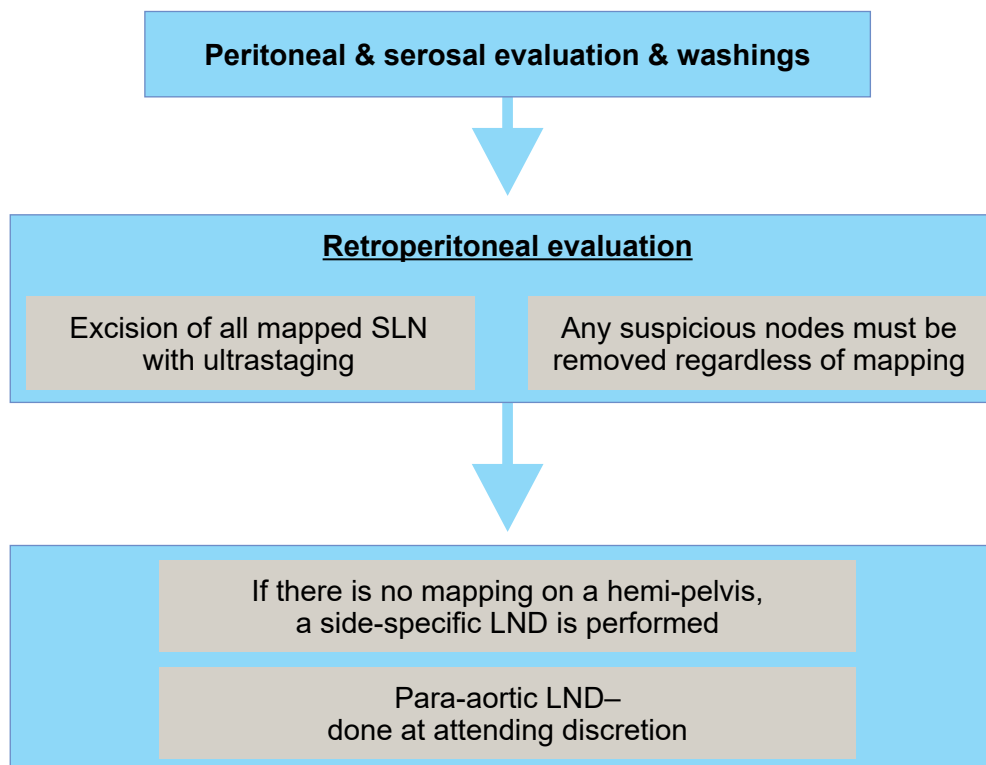 Peritoneal & serosal evaluation & washings
Retroperitoneal evaluation
Excision of all mapped SLN
with ultrastaging
Any suspicious nodes must be
removed regardless of mapping
If there is no mapping on a hemi-pelvis,
a side-specific LND is performed
Para-aortic LND–
done at attending discretion